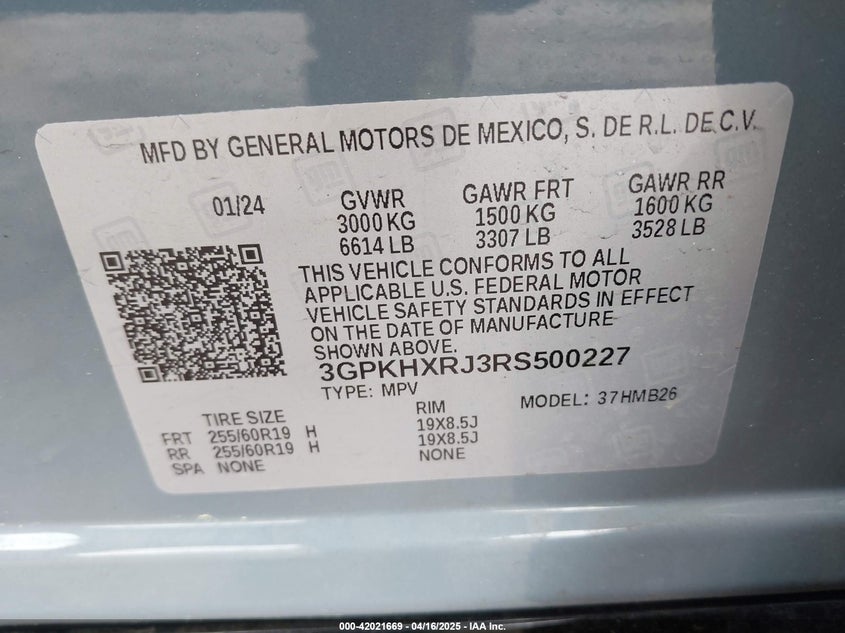 MFD BY GENERAL MOTORS DE MEXICO, S. DE R.L. DE C.V.
01/24 GVWR GAWR FRT GAWR RR
3000 KG 1500 KG 1600 KG
6614 LB 3307 LB 3528 LB
THIS VEHICLE CONFORMS TO ALL
APPLICABLE U.S. FEDERAL MOTOR
VEHICLE SAFETY STANDARDS IN EFFECT
ON THE DATE OF MANUFACTURE
SHOWN ABOVE.
3GPKHXRJ3RS500227
TYPE: MPV MODEL: 37HMB26
TIRE SIZE RIM
FRT 255/60R19 H 19X8.5J
RR 255/60R19 H 19X8.5J
SPA NONE NONE
000-42021669 - 04/16/2025 - IAA Inc.